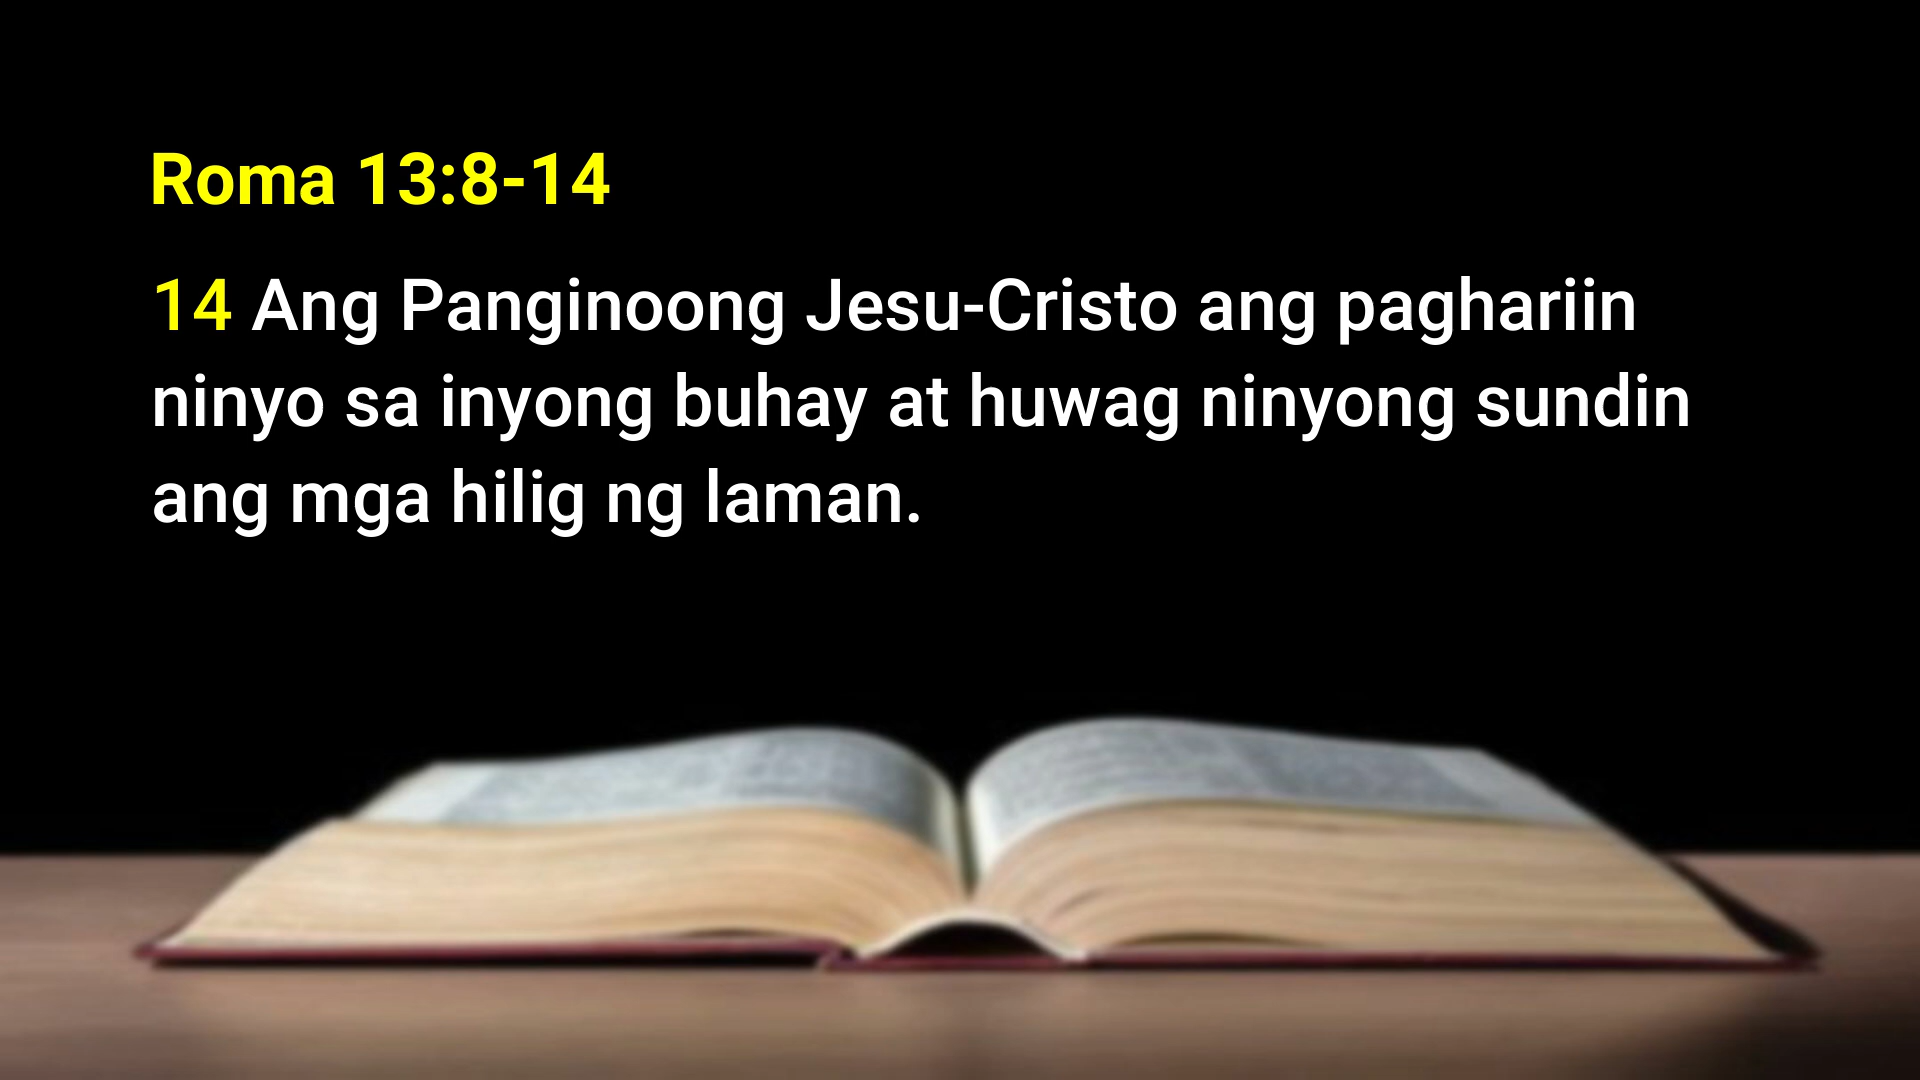 Roma 13:8-14
14 Ang Panginoong Jesu-Cristo ang paghariin
ninyo sa inyong buhay at huwag ninyong sundin
ang mga hilig ng laman.